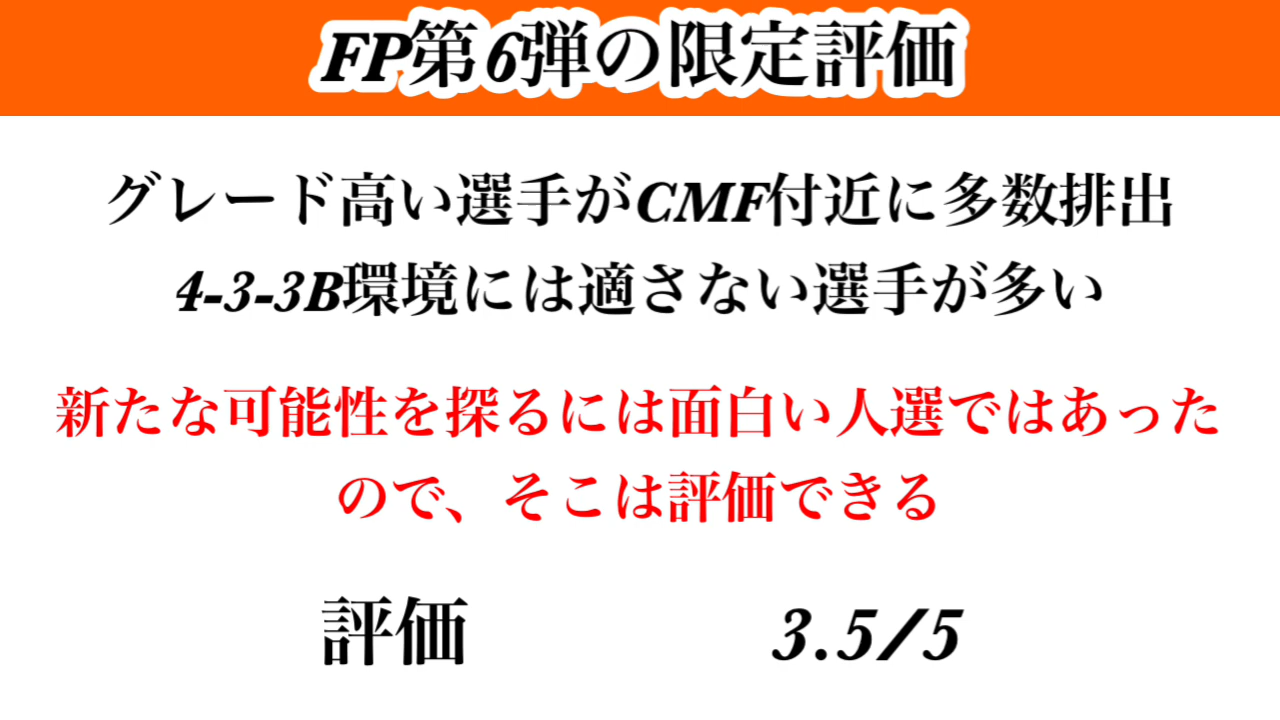 FP第6弾の限定評価
グレード高い選手がCMF付近に多数排出
4-3-3B環境には適さない選手が多い
新たな可能性を探るには面白い人選ではあった
ので、そこは評価できる
評価 3.5/5